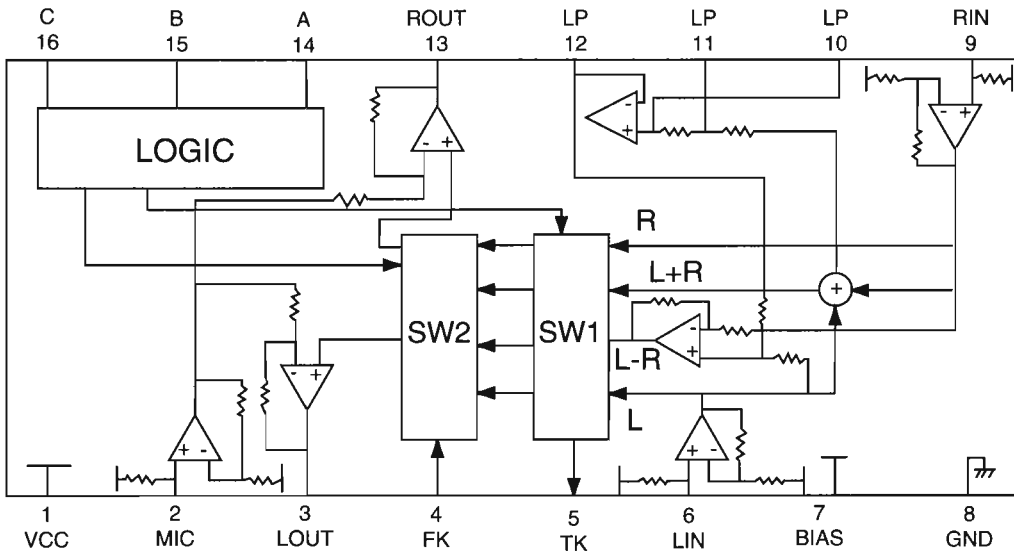 C B A ROUT LP LP LP RIN
16 15 14 13 12 11 10 9
- -
+ +
LOGIC
- +
R
L+R
+
SW2 SW1
-
+
L-R
- +
L
+ - + -
1 2 3 4 5 6 7 8
VCC MIC LOUT FK TK LIN BIAS GND